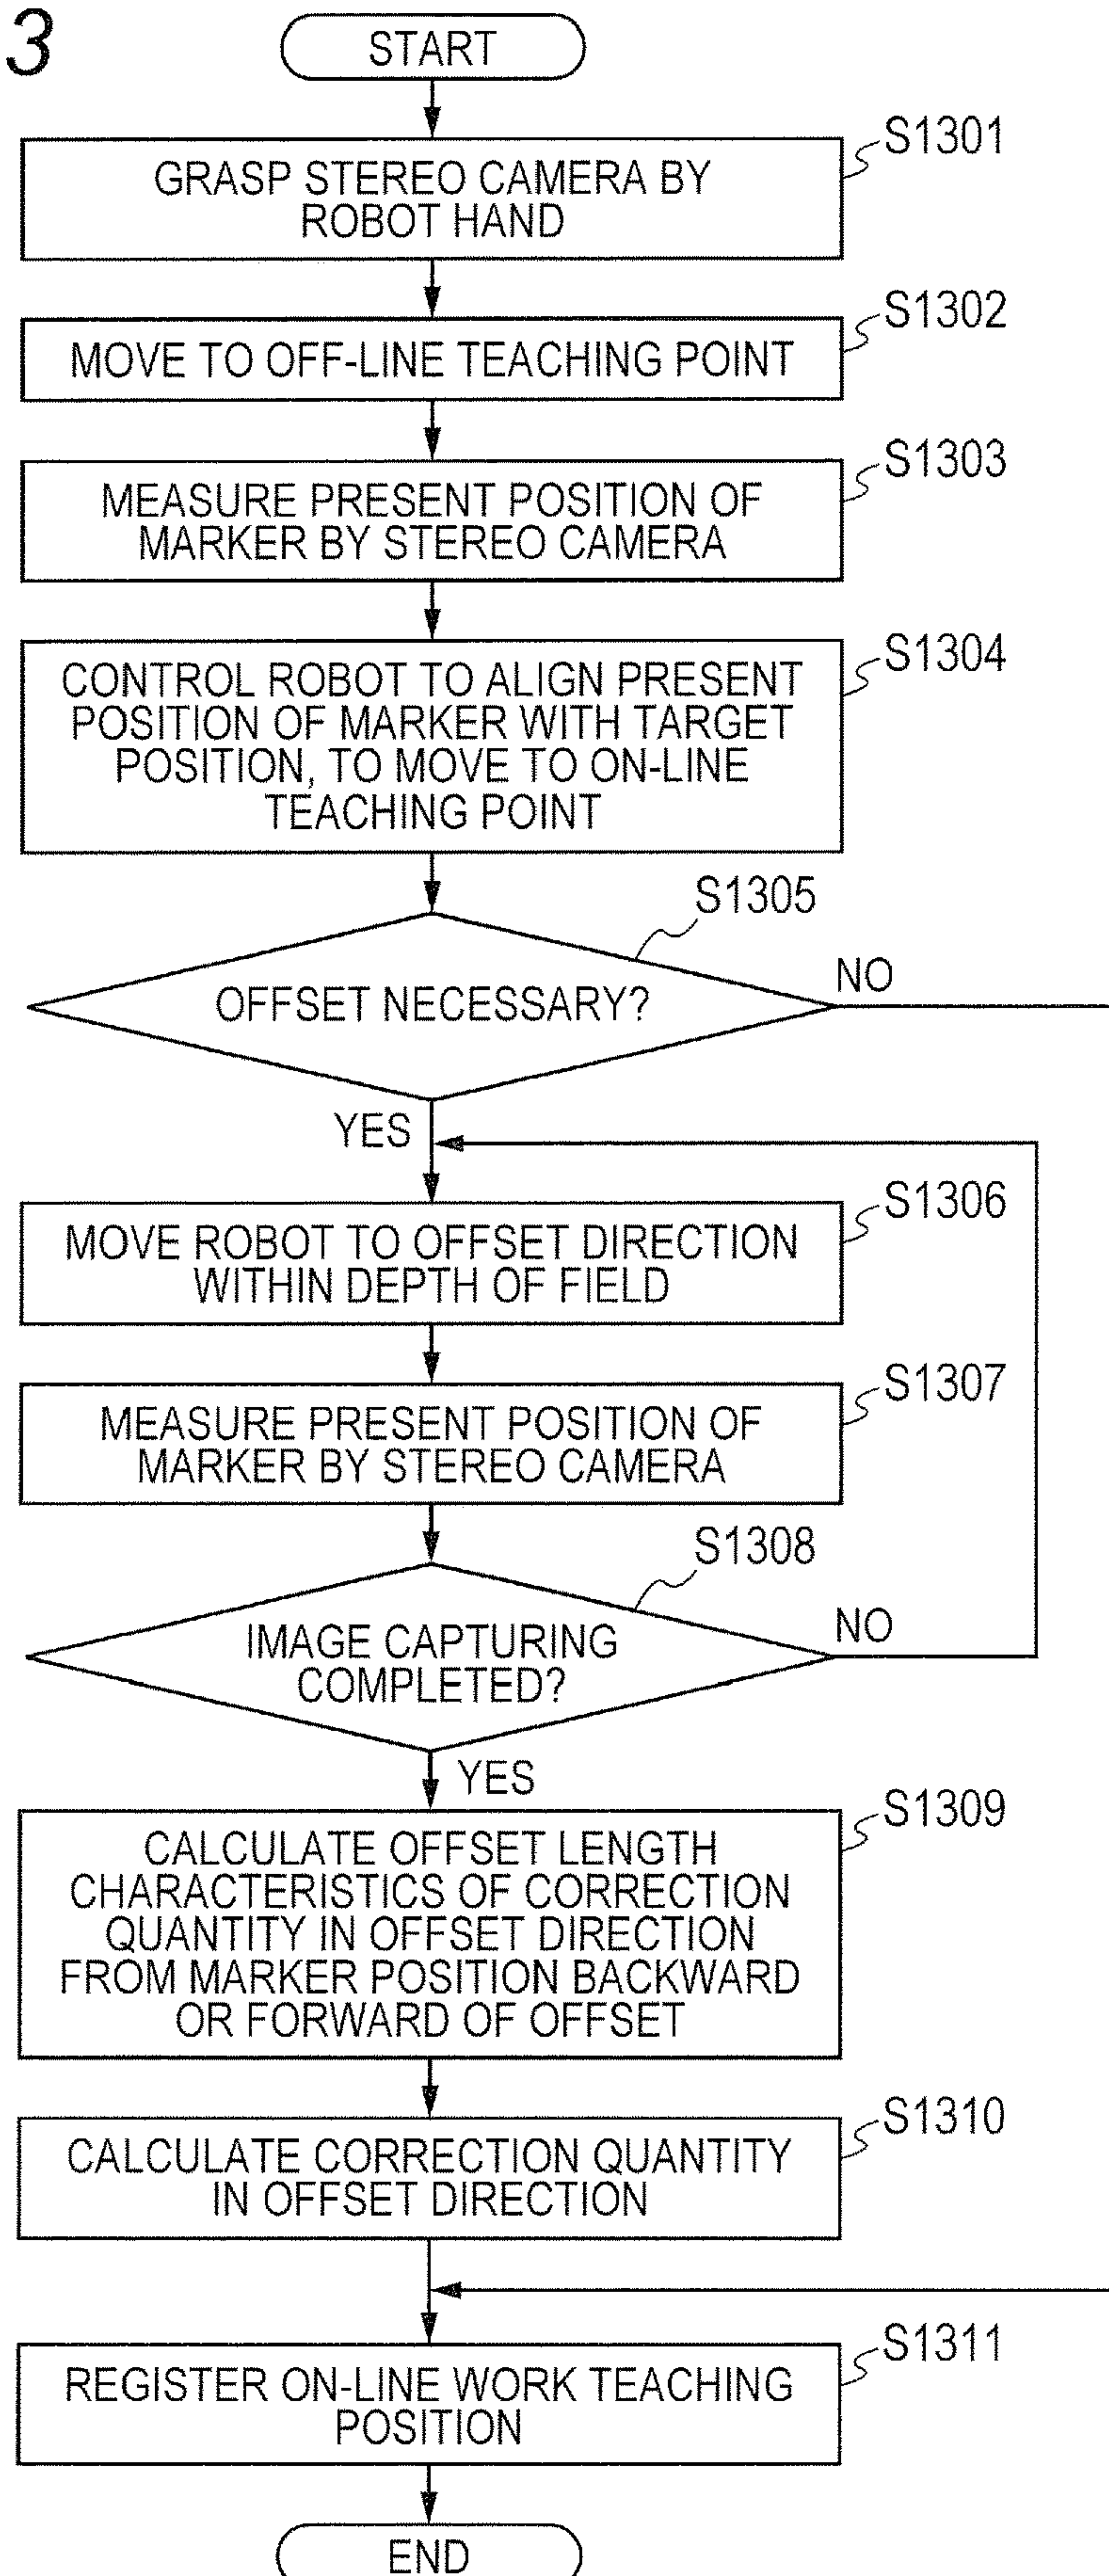 3
START
S1301
GRASP STEREO CAMERA BY
ROBOT HAND
S1302
MOVE TO OFF-LINE TEACHING POINT
S1303
MEASURE PRESENT POSITION OF
MARKER BY STEREO CAMERA
S1304
CONTROL ROBOT TO ALIGN PRESENT
POSITION OF MARKER WITH TARGET
POSITION, TO MOVE TO ON-LINE
TEACHING POINT
S1305
OFFSET NECESSARY?
NO
YES
S1306
MOVE ROBOT TO OFFSET DIRECTION
WITHIN DEPTH OF FIELD
S1307
MEASURE PRESENT POSITION OF
MARKER BY STEREO CAMERA
S1308
IMAGE CAPTURING
COMPLETED?
NO
YES
S1309
CALCULATE OFFSET LENGTH
CHARACTERISTICS OF CORRECTION
QUANTITY IN OFFSET DIRECTION
FROM MARKER POSITION BACKWARD
OR FORWARD OF OFFSET
S1310
CALCULATE CORRECTION QUANTITY
IN OFFSET DIRECTION
S1311
REGISTER ON-LINE WORK TEACHING
POSITION
END